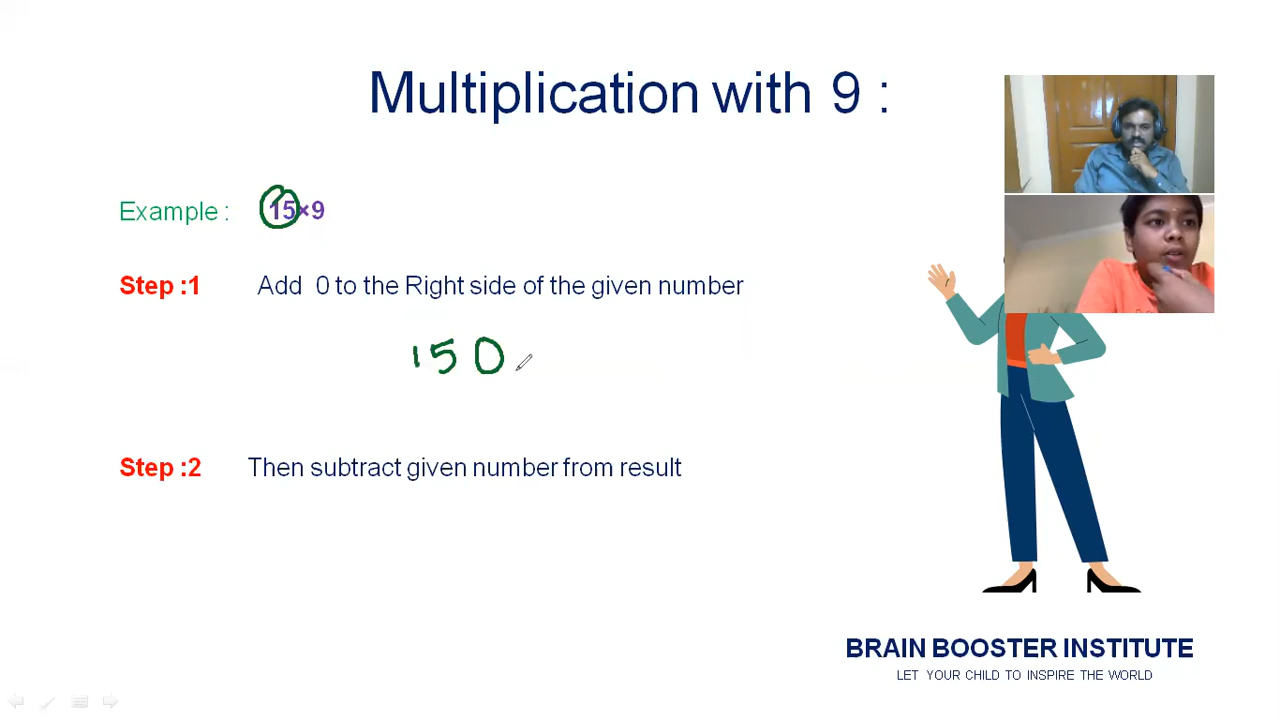 Multiplication with 9 :
Example : 15×9
Step :1 Add 0 to the Right side of the given number
150
Step :2 Then subtract given number from result
BRAIN BOOSTER INSTITUTE
LET YOUR CHILD TO INSPIRE THE WORLD